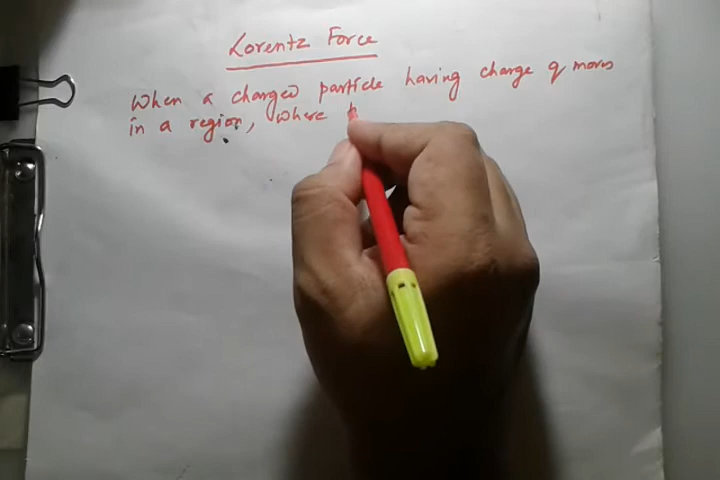 Lorentz Force
When a charged particle having charge q moves
in a region, where